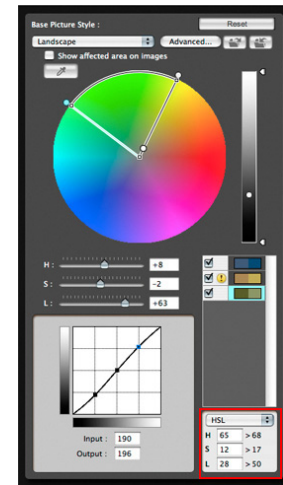 Base Picture Style :
Reset
Landscape
Advanced...
Show affected area on images
H : +8
S : -2
L : +63
Input : 190
Output : 196
HSL
H 65 > 68
S 12 > 17
L 28 > 50